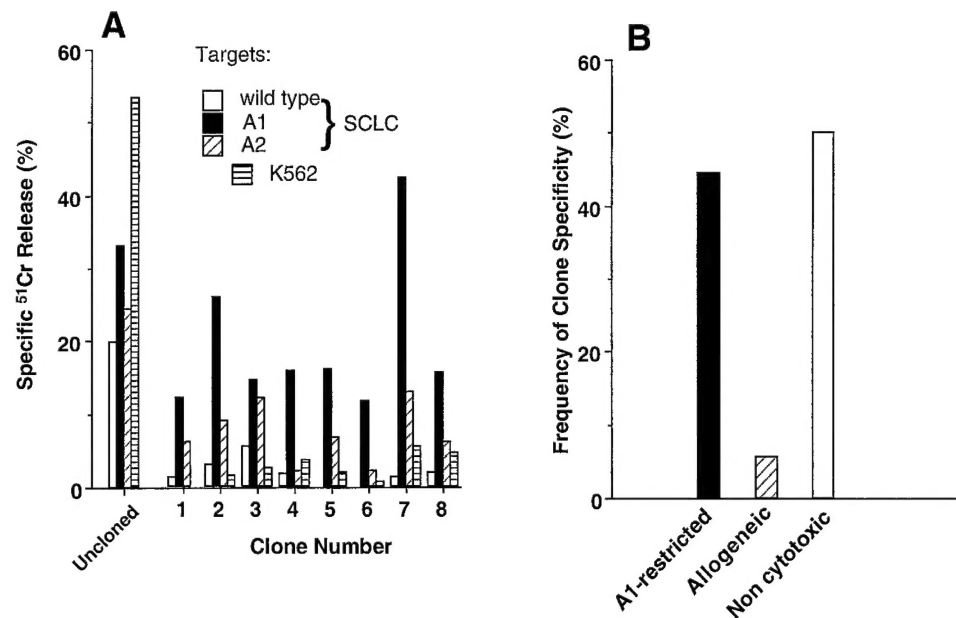 A
Targets:
wild type
A1
A2
SCLC
K562
Specific ⁵¹Cr Release (%)
60
40
20
0
Uncloned
1 2 3 4 5 6 7 8
Clone Number
B
Frequency of Clone Specificity (%)
60
40
20
0
A1-restricted
Allogeneic
Non cytotoxic